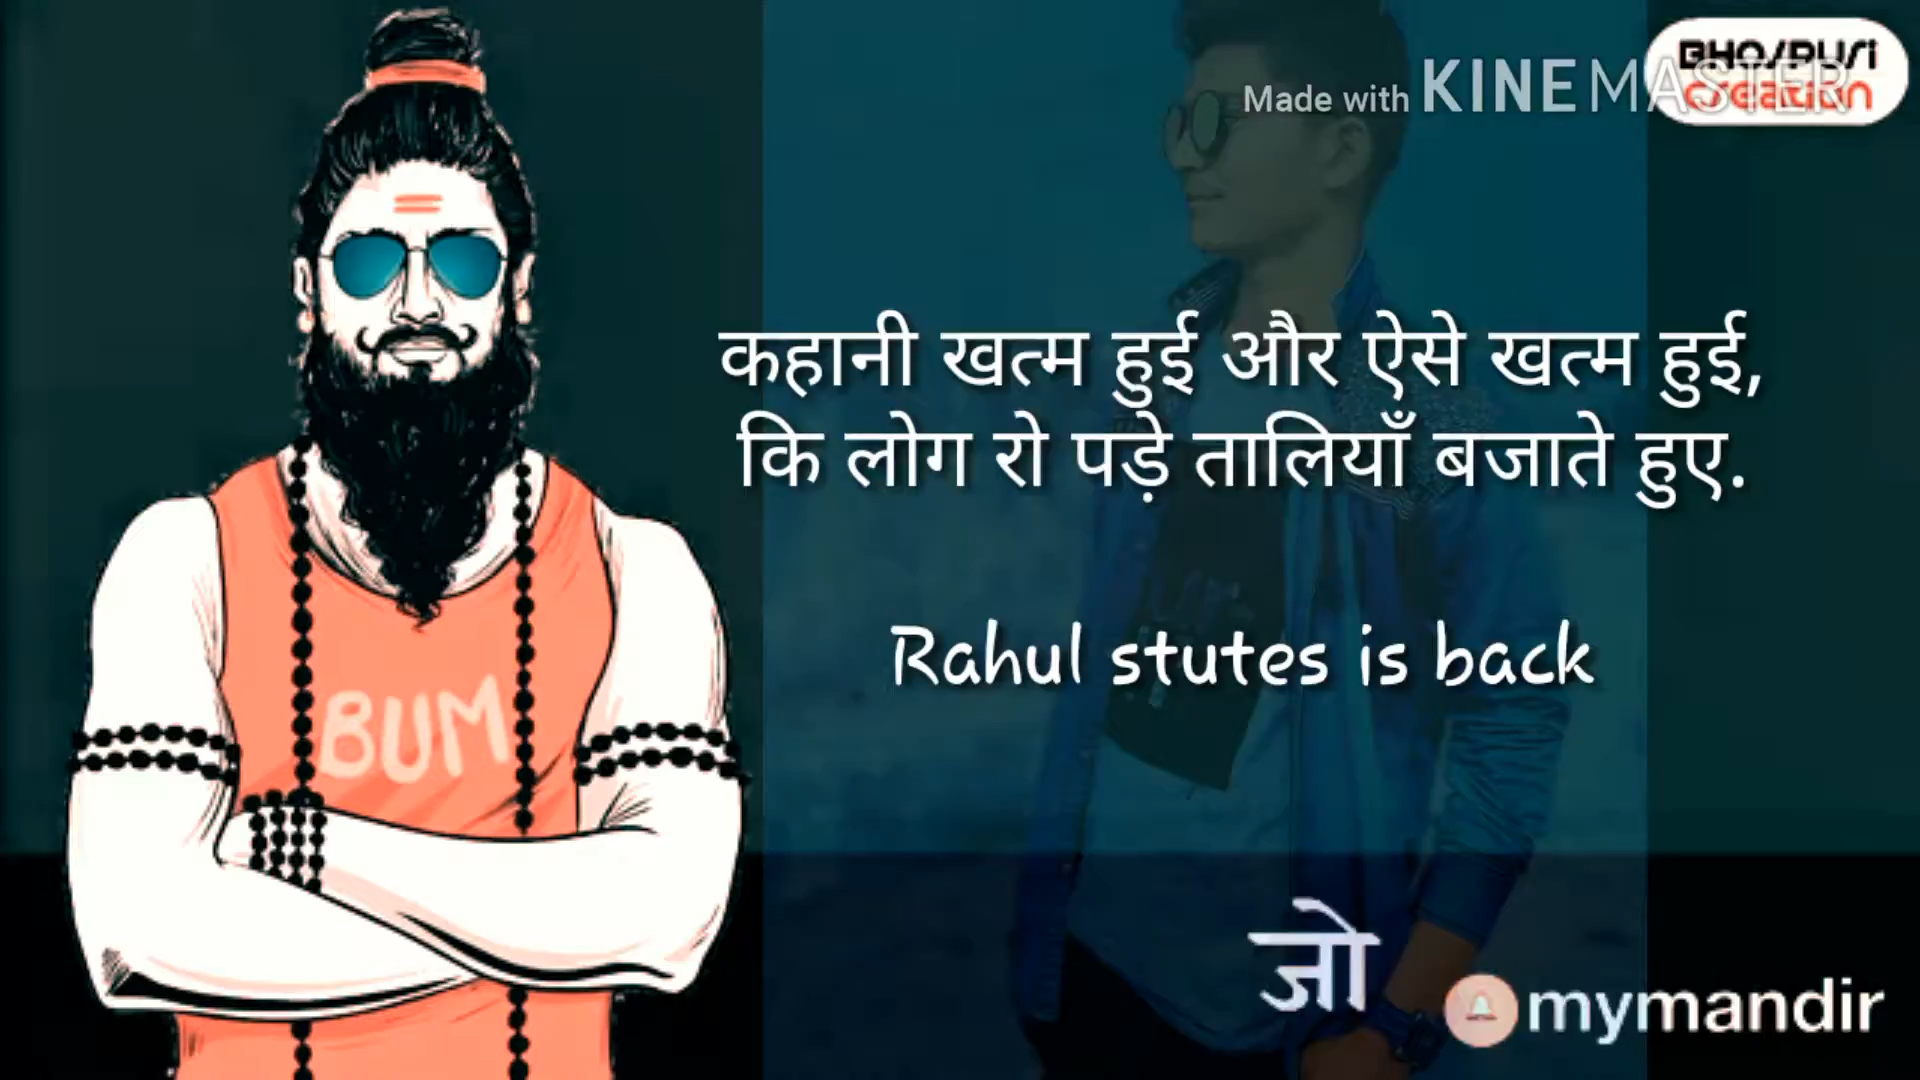 BHOJPURI
creation
Made with KINEMASTER
कहानी खत्म हुई और ऐसे खत्म हुई,
कि लोग रो पड़े तालियाँ बजाते हुए.
Rahul stutes is back
BUM
जो
mymandir